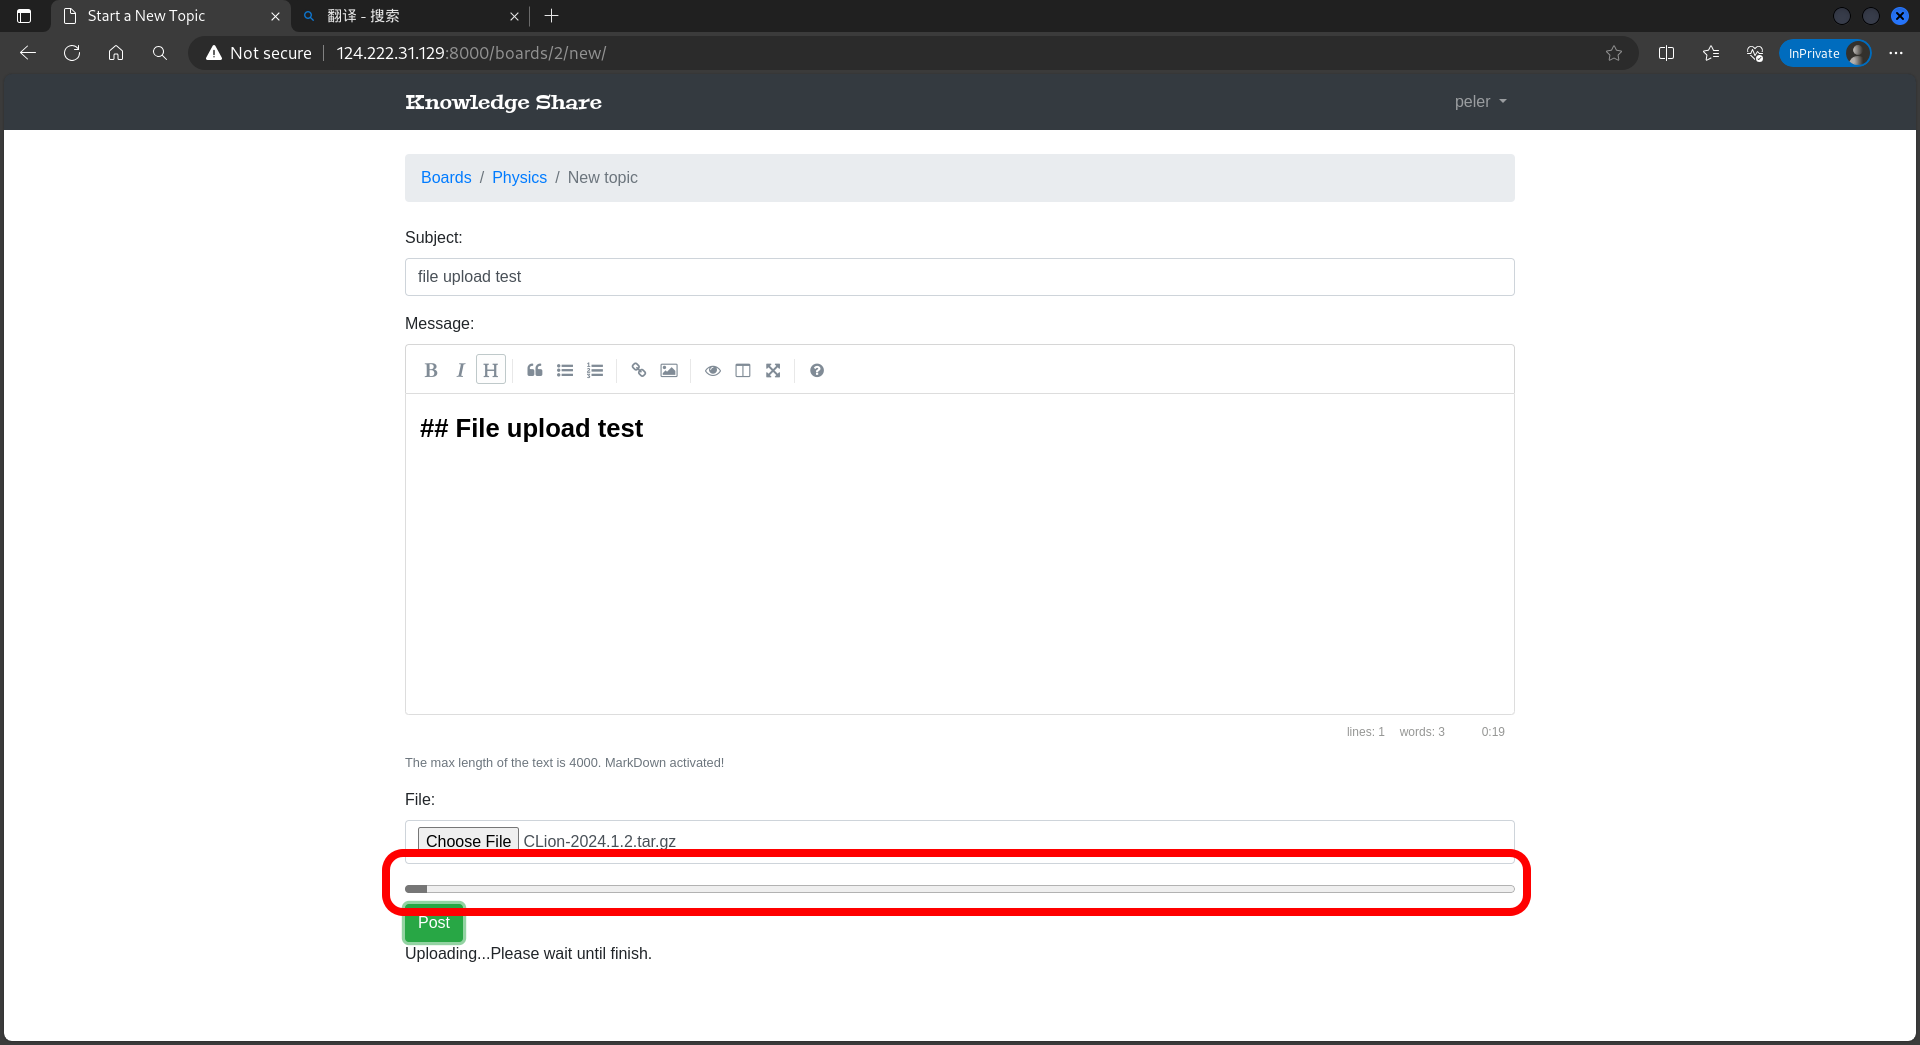 Start a New Topic
翻译 - 搜索
Not secure
124.222.31.129:8000/boards/2/new/
InPrivate
Knowledge Share
peler
Boards / Physics / New topic
Subject:
file upload test
Message:
B I H
## File upload test
lines: 1 words: 3 0:19
The max length of the text is 4000. MarkDown activated!
File:
Choose File CLion-2024.1.2.tar.gz
Post
Uploading...Please wait until finish.